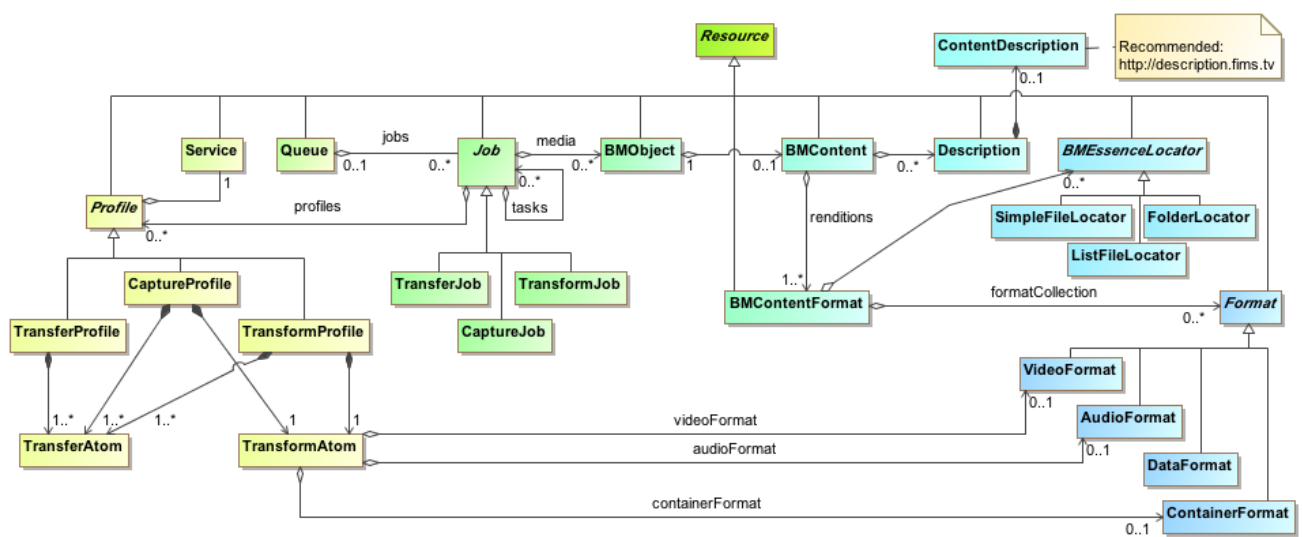 Resource
ContentDescription
Recommended:
http://description.fims.tv
0..1
Service
Queue
jobs
0..1
0..*
Job
media
0..*
BMObject
1
0..1
BMContent
0..*
Description
BMEssenceLocator
1
0..*
tasks
0..*
Profile
profiles
0..*
renditions
SimpleFileLocator
FolderLocator
ListFileLocator
CaptureProfile
TransferJob
TransformJob
1..*
BMContentFormat
formatCollection
0..*
Format
TransferProfile
TransformProfile
CaptureJob
VideoFormat
0..1
1..*
1..*
1..*
1
1
videoFormat
AudioFormat
TransferAtom
TransformAtom
audioFormat
0..1
DataFormat
containerFormat
0..1
ContainerFormat